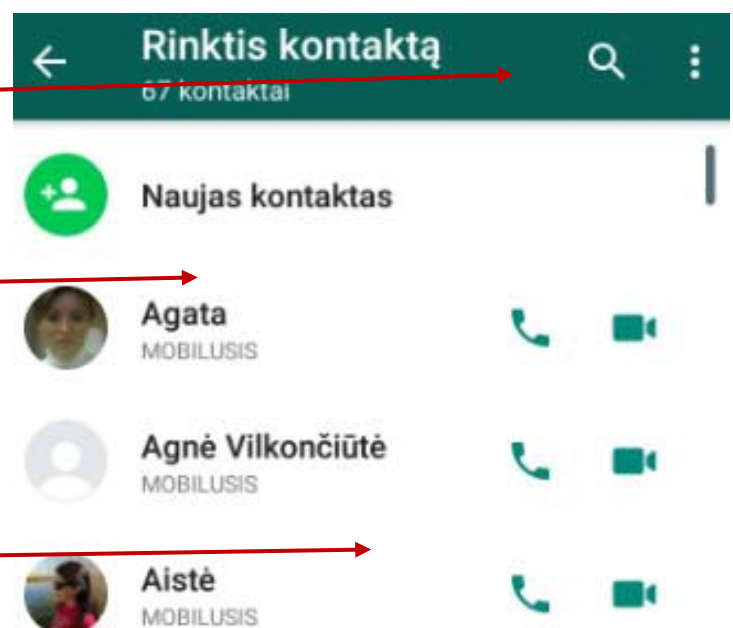 Rinktis kontaktą
67 kontaktai
Naujas kontaktas
Agata
MOBILUSIS
Agnė Vilkončiūtė
MOBILUSIS
Aistė
MOBILUSIS